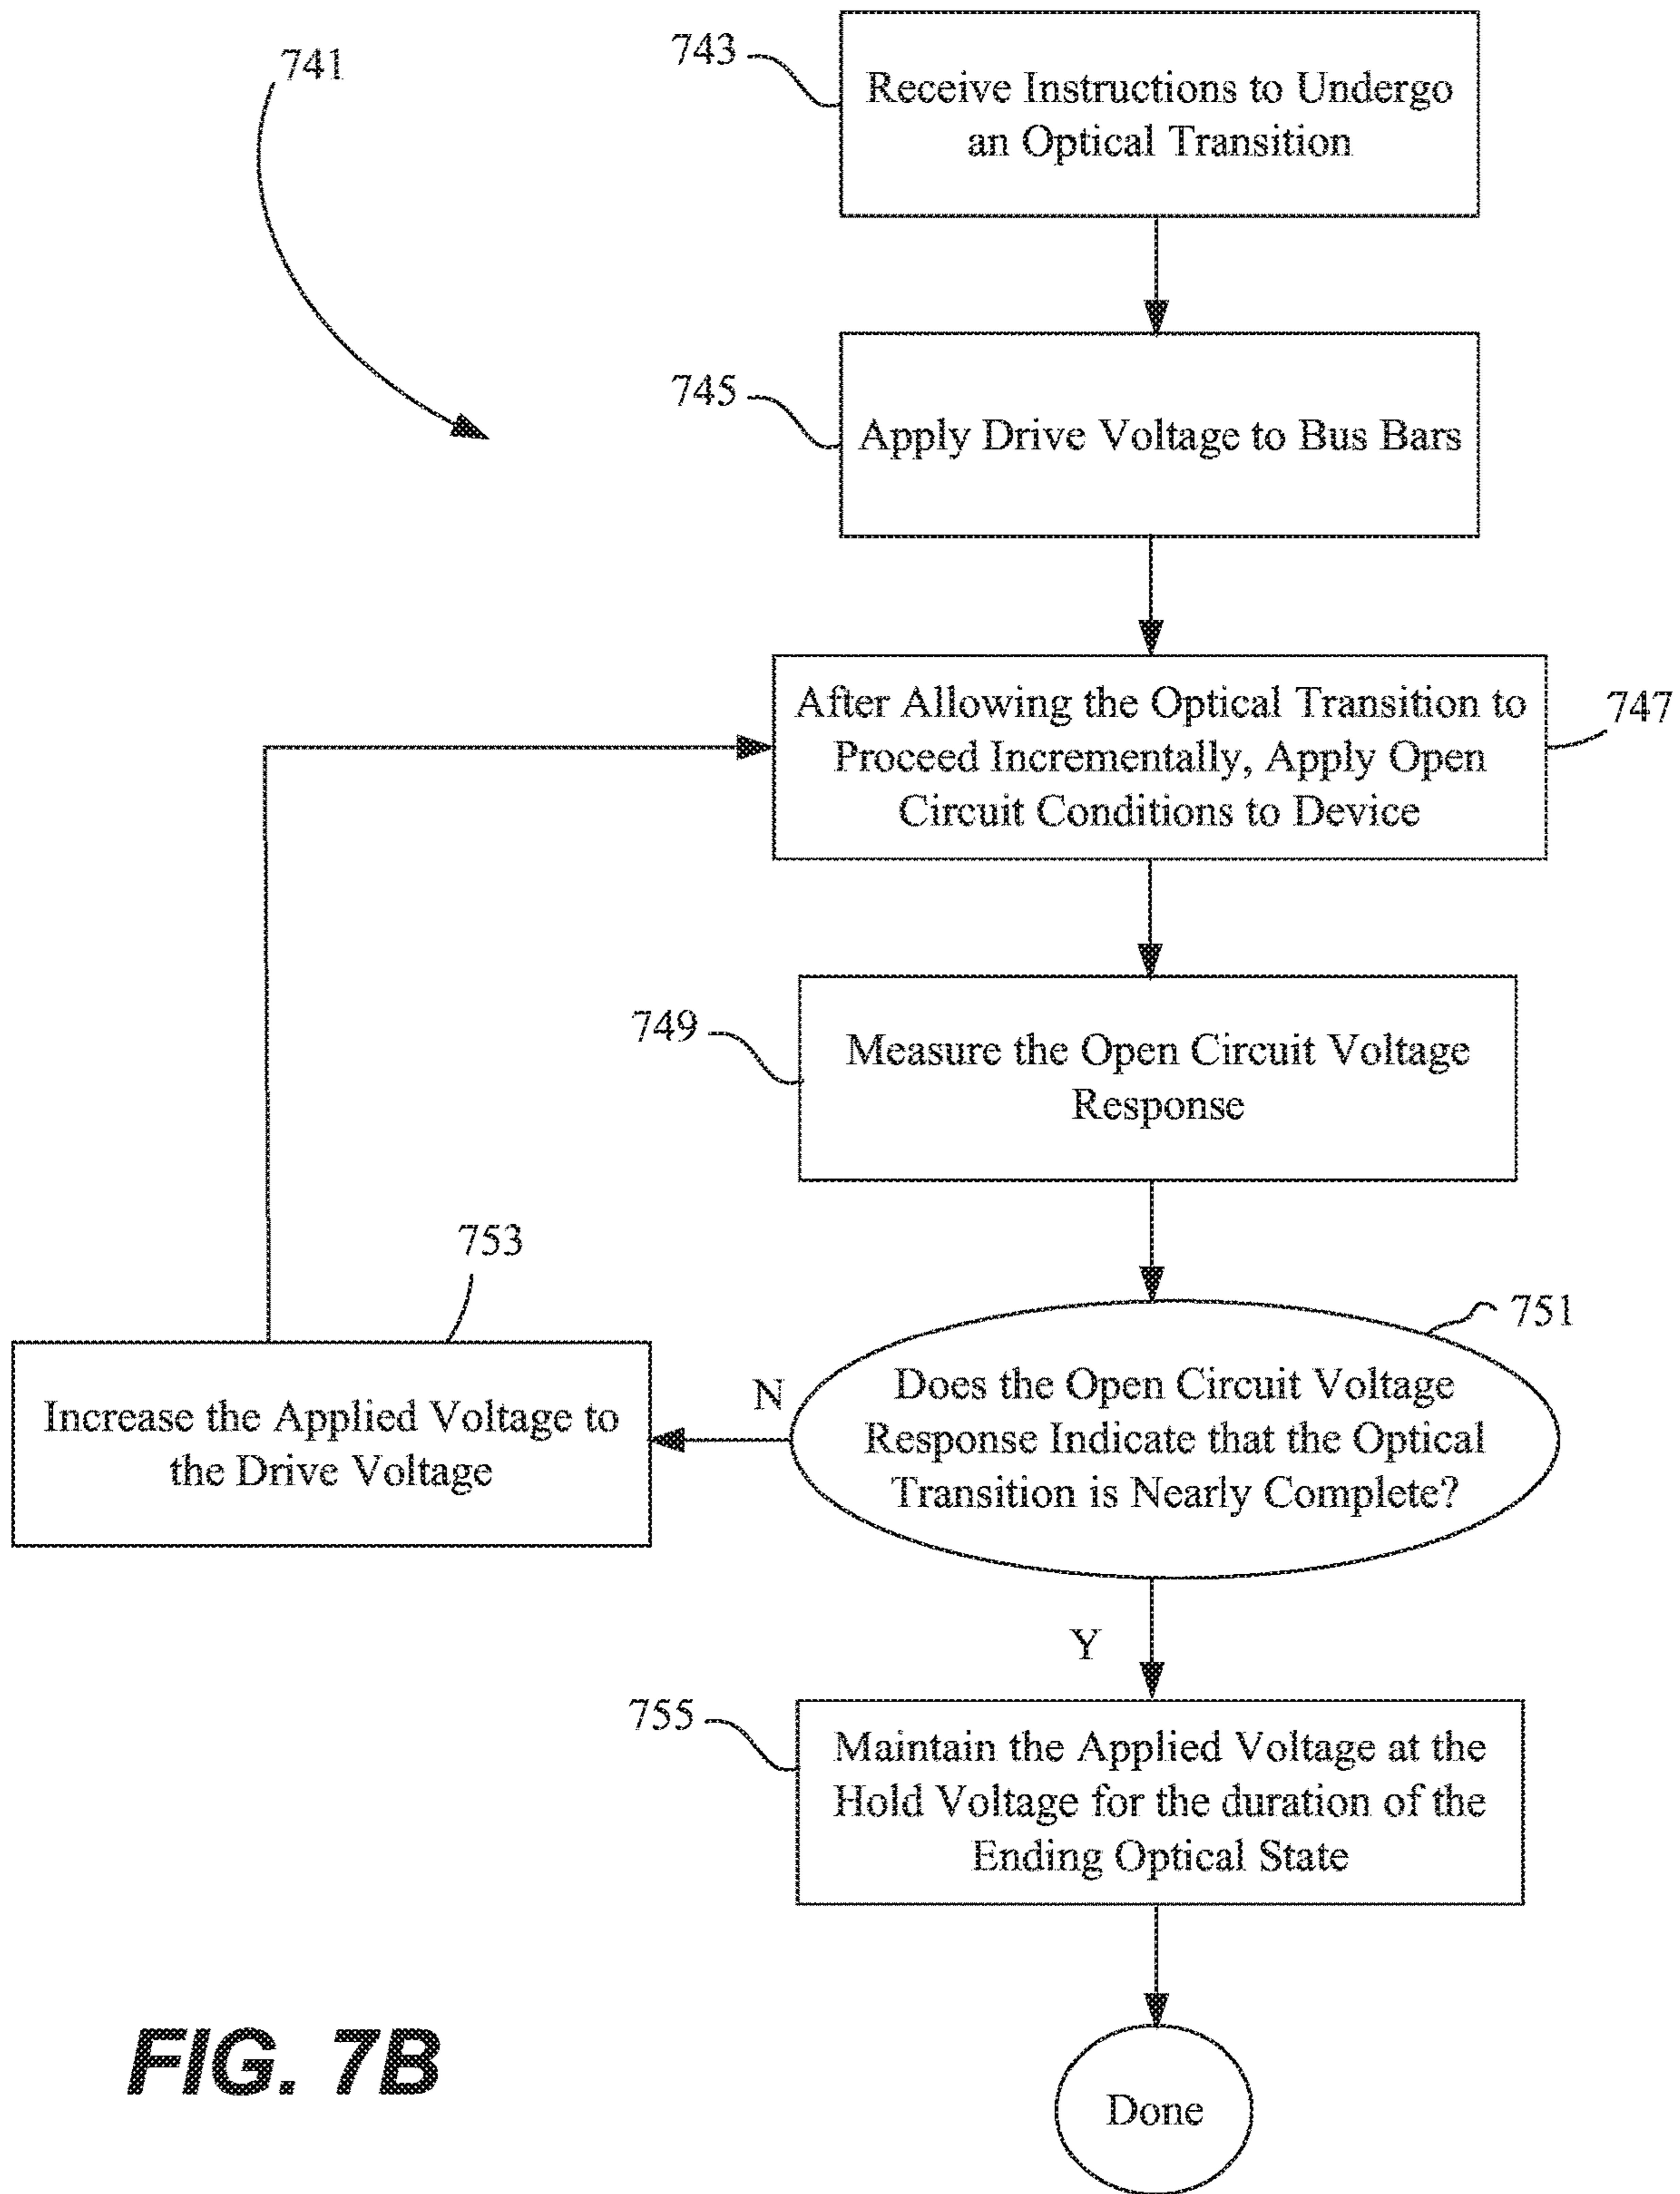 741
743
Receive Instructions to Undergo
an Optical Transition
745
Apply Drive Voltage to Bus Bars
747
After Allowing the Optical Transition to
Proceed Incrementally, Apply Open
Circuit Conditions to Device
749
Measure the Open Circuit Voltage
Response
753
Increase the Applied Voltage to
the Drive Voltage
N
751
Does the Open Circuit Voltage
Response Indicate that the Optical
Transition is Nearly Complete?
Y
755
Maintain the Applied Voltage at the
Hold Voltage for the duration of the
Ending Optical State
Done
FIG. 7B